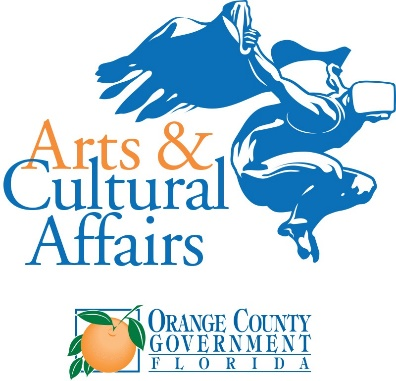 Arts &
Cultural
Affairs
ORANGE COUNTY
GOVERNMENT
FLORIDA